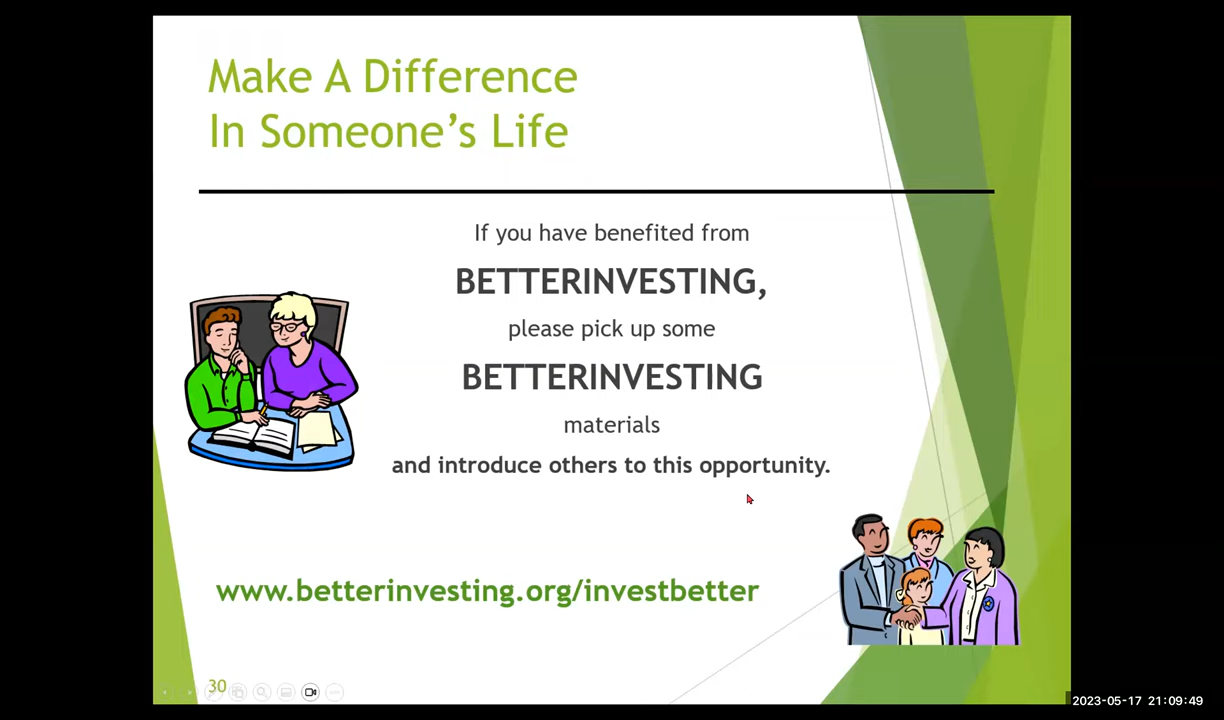 Make A Difference
In Someone's Life
If you have benefited from
BETTERINVESTING,
please pick up some
BETTERINVESTING
materials
and introduce others to this opportunity.
www.betterinvesting.org/investbetter
30
2023-05-17 21:09:49